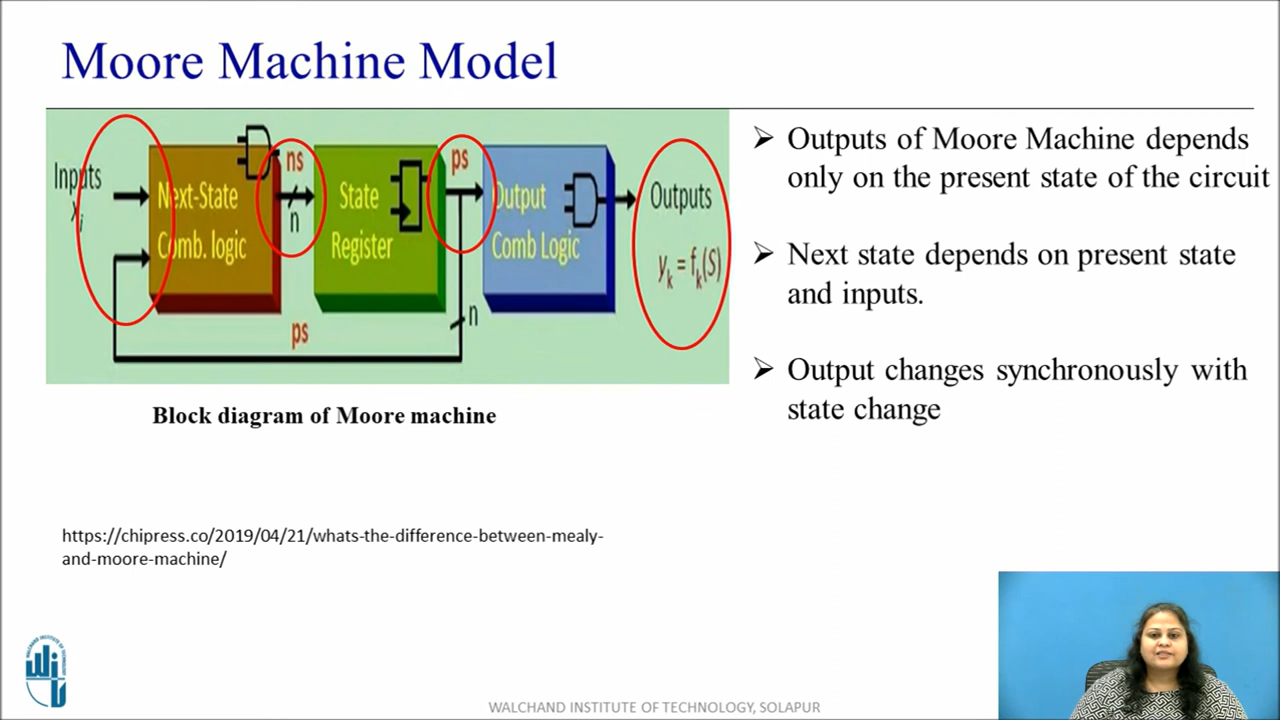 Moore Machine Model
Inputs
xi
Next-State
Comb. logic
ns
n
State
Register
ps
Output
Comb Logic
Outputs
yk = fk(S)
n
ps
Block diagram of Moore machine
➢ Outputs of Moore Machine depends
only on the present state of the circuit
➢ Next state depends on present state
and inputs.
➢ Output changes synchronously with
state change
https://chipress.co/2019/04/21/whats-the-difference-between-mealy-
and-moore-machine/
WALCHAND INSTITUTE OF TECHNOLOGY, SOLAPUR